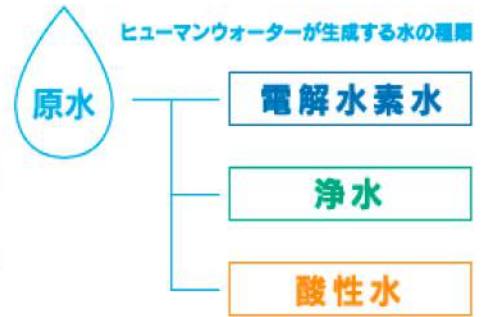 ヒューマンウォーターが生成する水の種類
原水
電解水素水
浄水
酸性水